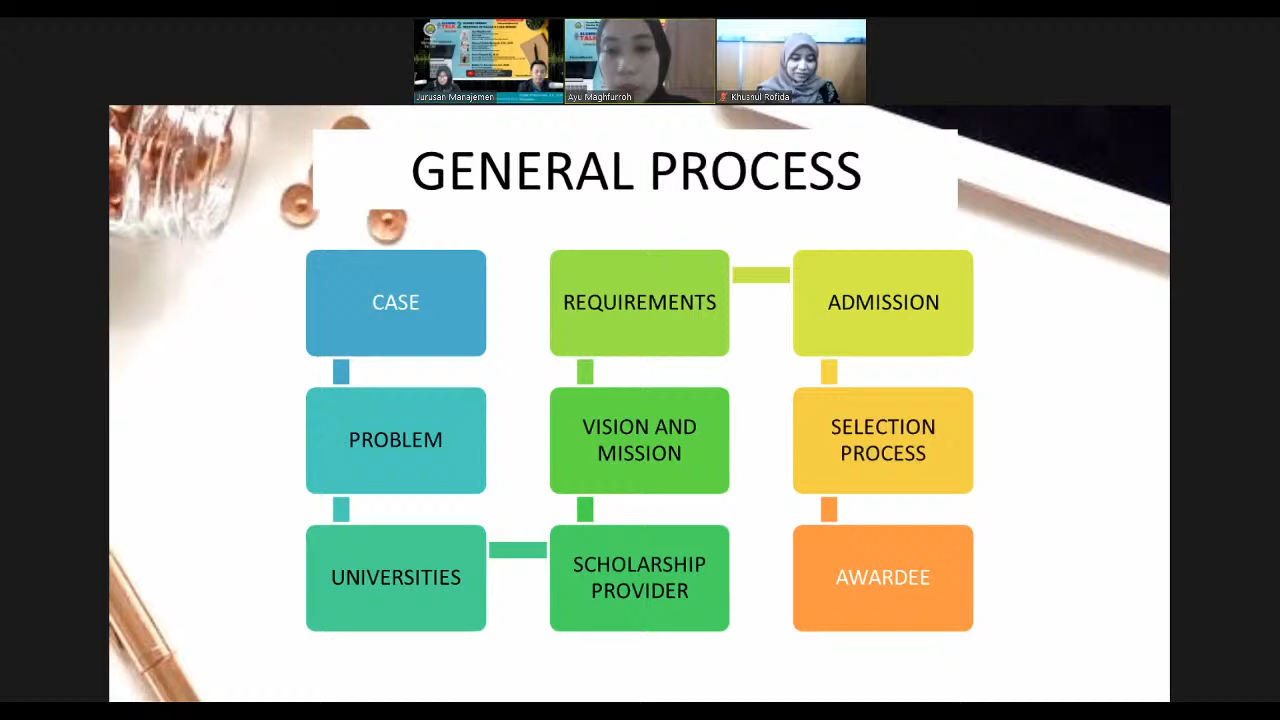 Jurusan Manajemen
Ayu Maghfurroh
Khusnul Rofida
GENERAL PROCESS
CASE
PROBLEM
UNIVERSITIES
SCHOLARSHIP
PROVIDER
VISION AND
MISSION
REQUIREMENTS
ADMISSION
SELECTION
PROCESS
AWARDEE